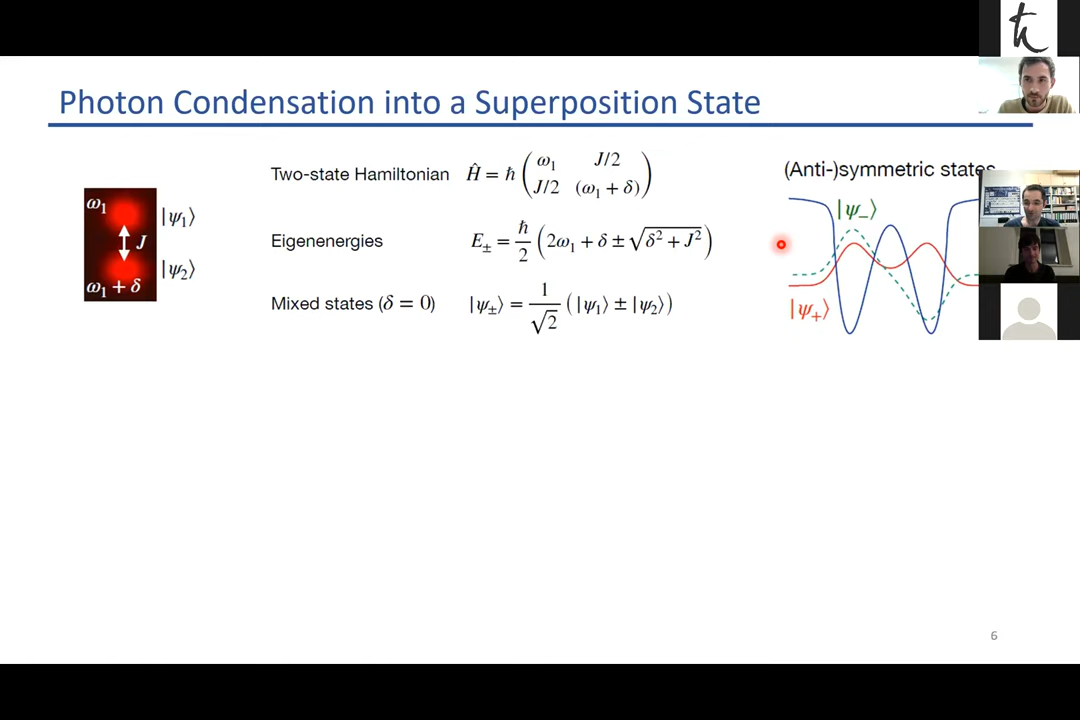 ħ
Photon Condensation into a Superposition State
ω₁
|ψ₁⟩
J
|ψ₂⟩
ω₁ + δ
Two-state Hamiltonian Ĥ = ħ ( ω₁ J/2
J/2 (ω₁ + δ) )
Eigenenergies E± = ħ/2 (2ω₁ + δ ± √(δ² + J²))
Mixed states (δ = 0) |ψ±⟩ = 1/√2 (|ψ₁⟩ ± |ψ₂⟩)
(Anti-)symmetric states
|ψ₋⟩
|ψ₊⟩
6